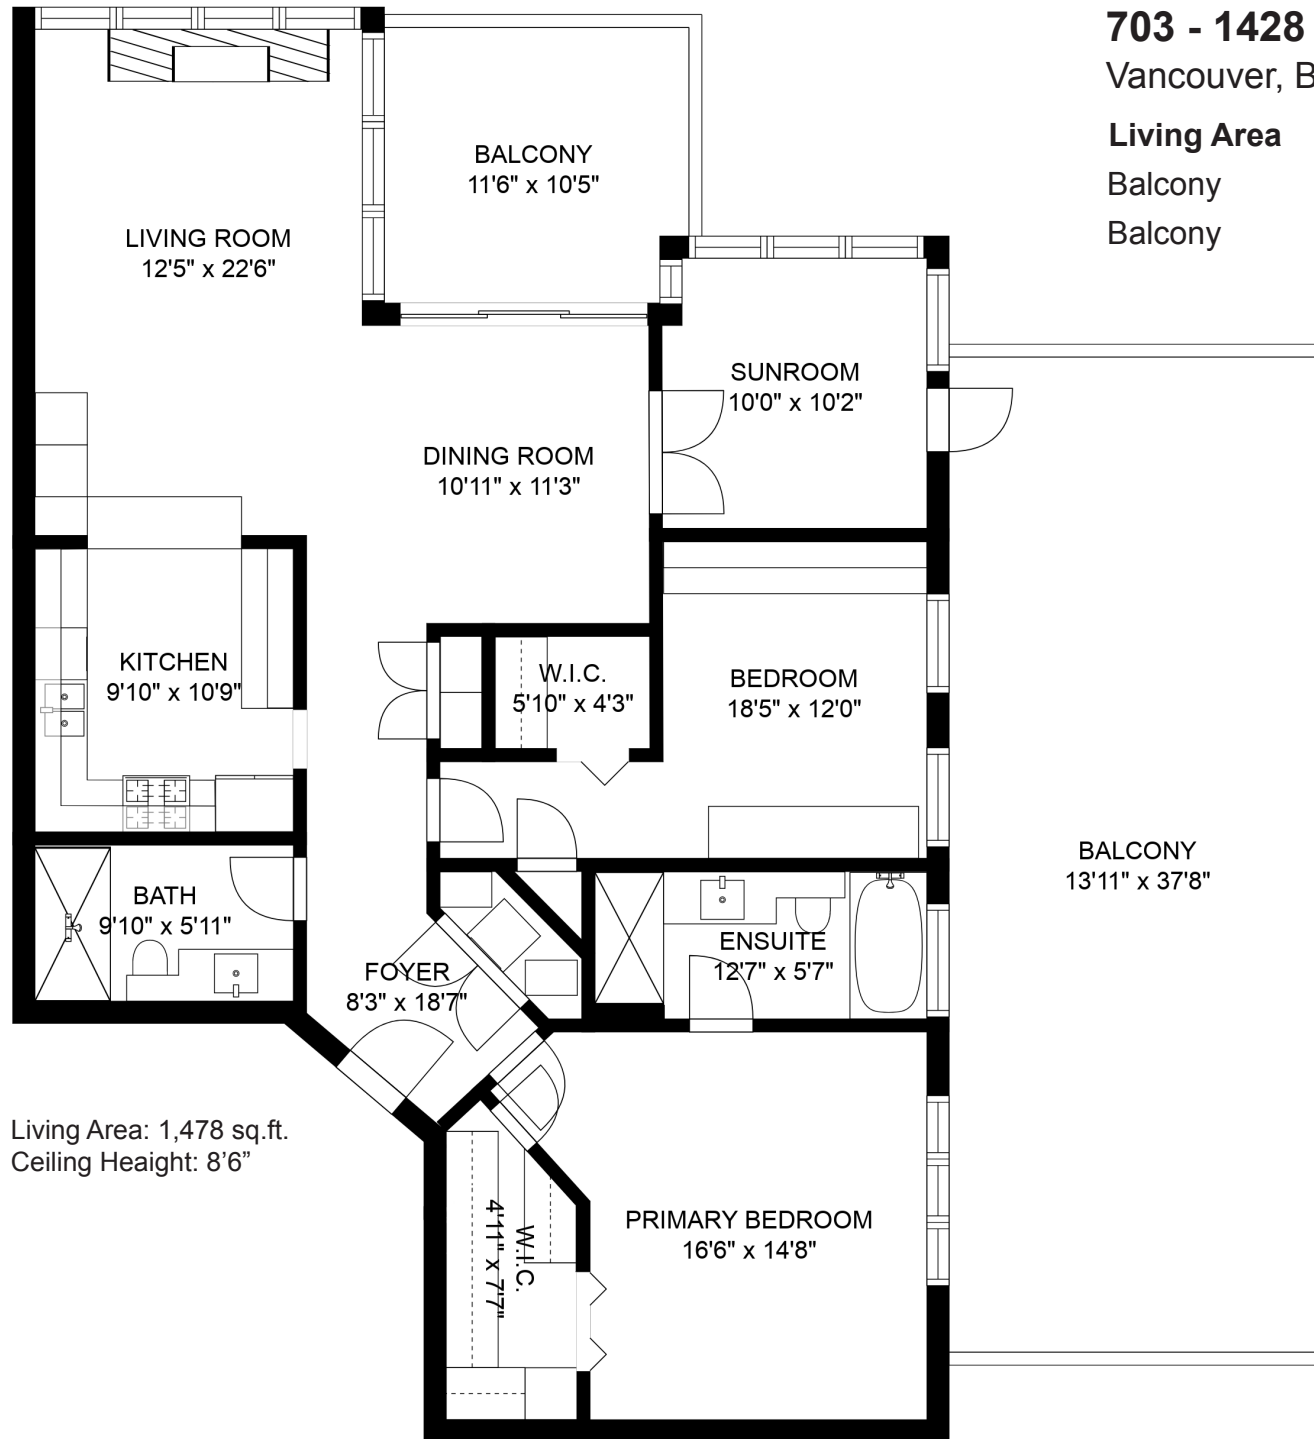 703 - 1428
Vancouver, B
Living Area
Balcony
Balcony
BALCONY
11'6" x 10'5"
LIVING ROOM
12'5" x 22'6"
SUNROOM
10'0" x 10'2"
DINING ROOM
10'11" x 11'3"
KITCHEN
9'10" x 10'9"
W.I.C.
5'10" x 4'3"
BEDROOM
18'5" x 12'0"
BALCONY
13'11" x 37'8"
BATH
9'10" x 5'11"
ENSUITE
12'7" x 5'7"
FOYER
8'3" x 18'7"
Living Area: 1,478 sq.ft.
Ceiling Heaight: 8’6”
W.I.C.
4'11" x 7'7"
PRIMARY BEDROOM
16'6" x 14'8"